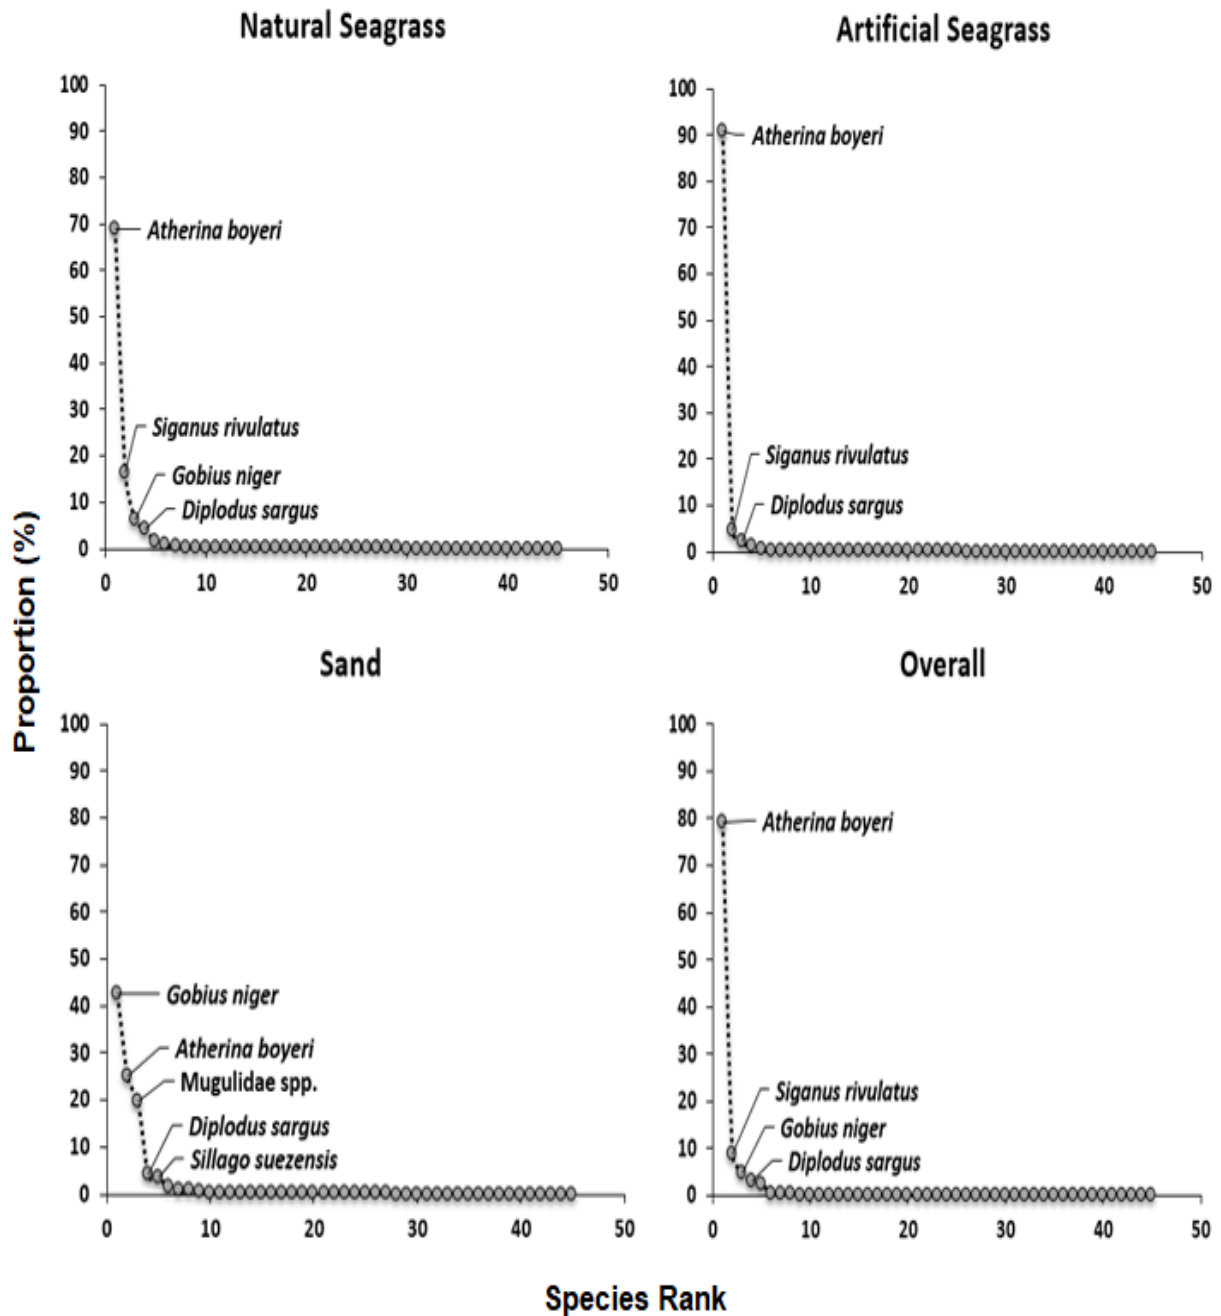 Natural Seagrass
100
90
80
70
60
50
40
30
20
10
0
Atherina boyeri
Siganus rivulatus
Gobius niger
Diplodus sargus
0 10 20 30 40 50
Artificial Seagrass
100
90
80
70
60
50
40
30
20
10
0
Atherina boyeri
Siganus rivulatus
Diplodus sargus
0 10 20 30 40 50
Proportion (%)
Sand
100
90
80
70
60
50
40
30
20
10
0
Gobius niger
Atherina boyeri
Mugulidae spp.
Diplodus sargus
Sillago suezensis
0 10 20 30 40 50
Overall
100
90
80
70
60
50
40
30
20
10
0
Atherina boyeri
Siganus rivulatus
Gobius niger
Diplodus sargus
0 10 20 30 40 50
Species Rank